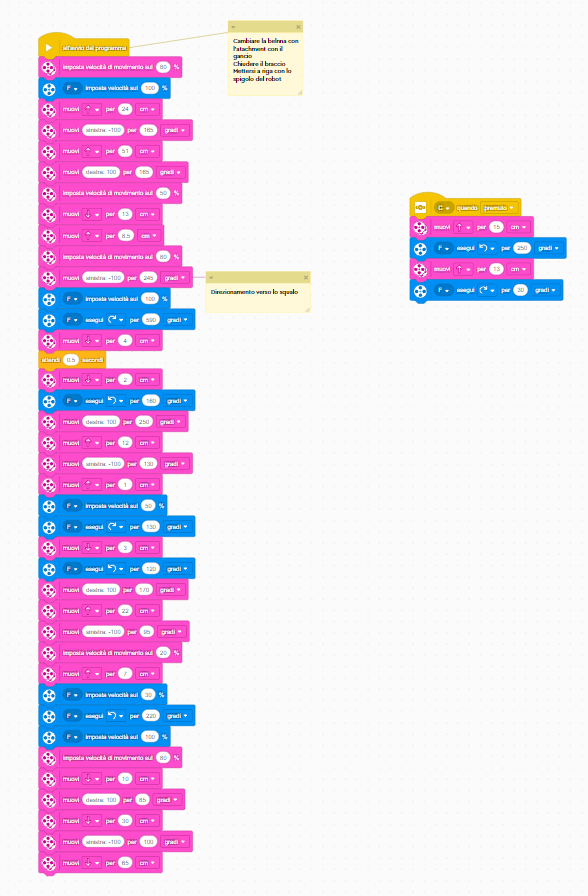 all'avvio del programma
Cambiare la benna con
l'atachment con il
gancio
Chiudere il braccio
Mettersi a riga con lo
spigolo del robot
imposta velocità di movimento sul 80 %
F imposta velocità sul 100 %
muovi per 24 cm
muovi sinistra: -100 per 165 gradi
muovi per 51 cm
muovi destra: 100 per 165 gradi
imposta velocità di movimento sul 50 %
muovi per 13 cm
muovi per 8.5 cm
imposta velocità di movimento sul 80 %
muovi sinistra: -100 per 245 gradi
Direzionamento verso lo squalo
F imposta velocità sul 100 %
F esegui per 590 gradi
muovi per 4 cm
attendi 0.5 secondi
muovi per 2 cm
F esegui per 160 gradi
muovi destra: 100 per 250 gradi
muovi per 12 cm
muovi sinistra: -100 per 130 gradi
muovi per 1 cm
F imposta velocità sul 50 %
F esegui per 130 gradi
muovi per 3 cm
F esegui per 120 gradi
muovi destra: 100 per 170 gradi
muovi per 22 cm
muovi sinistra: -100 per 95 gradi
imposta velocità di movimento sul 20 %
muovi per 7 cm
F imposta velocità sul 30 %
F esegui per 220 gradi
F imposta velocità sul 100 %
imposta velocità di movimento sul 80 %
muovi per 10 cm
muovi destra: 100 per 85 gradi
muovi per 30 cm
muovi sinistra: -100 per 100 gradi
muovi per 65 cm
quando premuto
muovi per 15 cm
F esegui per 250 gradi
muovi per 13 cm
F esegui per 30 gradi